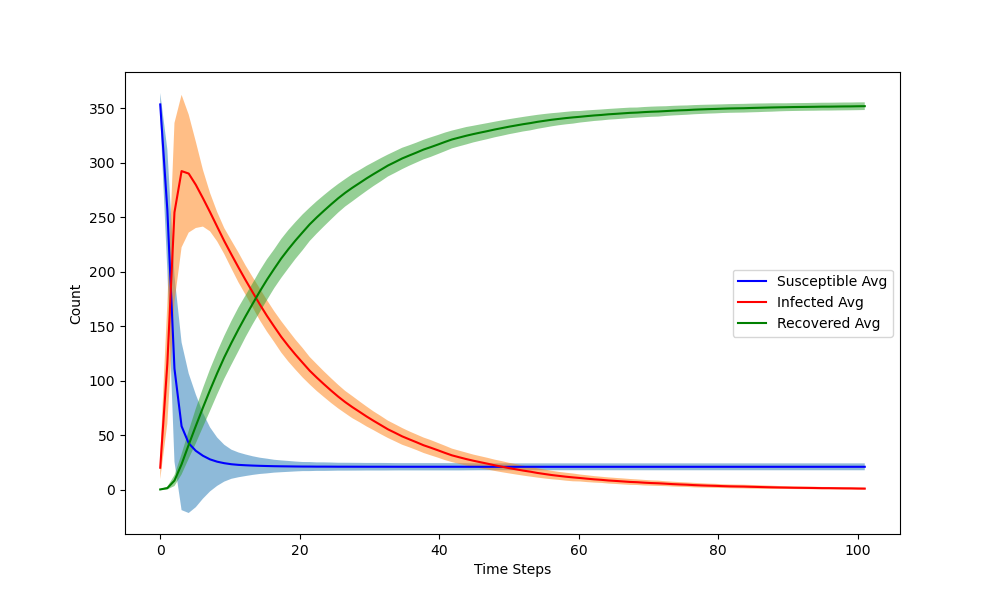 350
300
250
200
150
100
50
0
Count
Susceptible Avg
Infected Avg
Recovered Avg
0 20 40 60 80 100
Time Steps